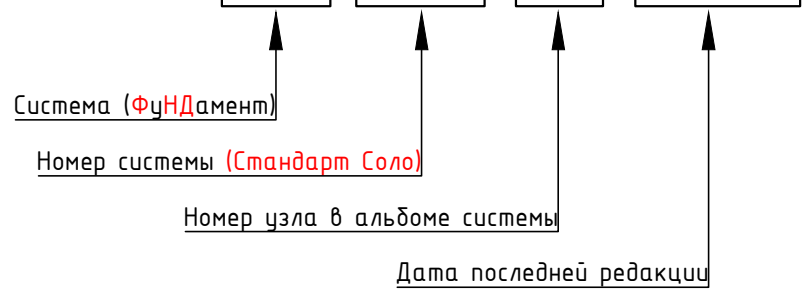 Система (ФуНДамент)
Номер системы (Стандарт Соло)
Номер узла в альбоме системы
Дата последней редакции